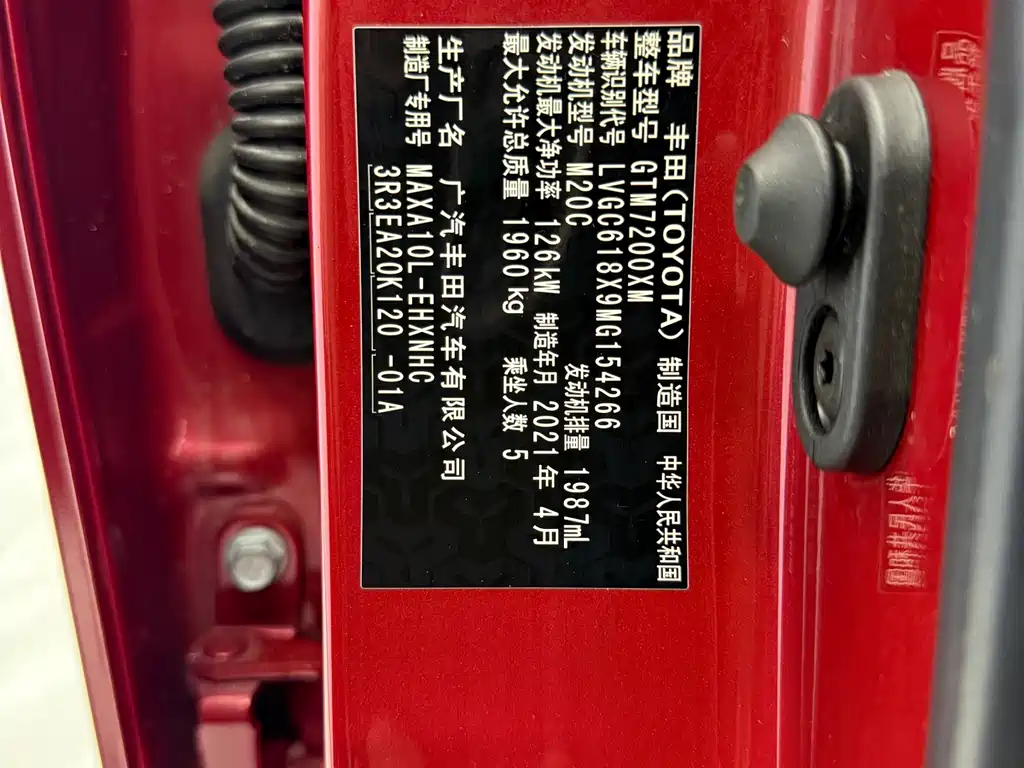 品牌 丰田(TOYOTA) 制造国 中华人民共和国
整车型号 GTM7200XM
车辆识别代号 LVGC618X9MG154266
发动机型号 M20C 发动机排量 1987mL
发动机最大净功率 126kW 制造年月 2021年 4月
最大允许总质量 1960kg 乘坐人数 5
生产厂名 广汽丰田汽车有限公司
制造厂专用号 MAXA10L-EHXNHC
3R3EA20K120 -01A